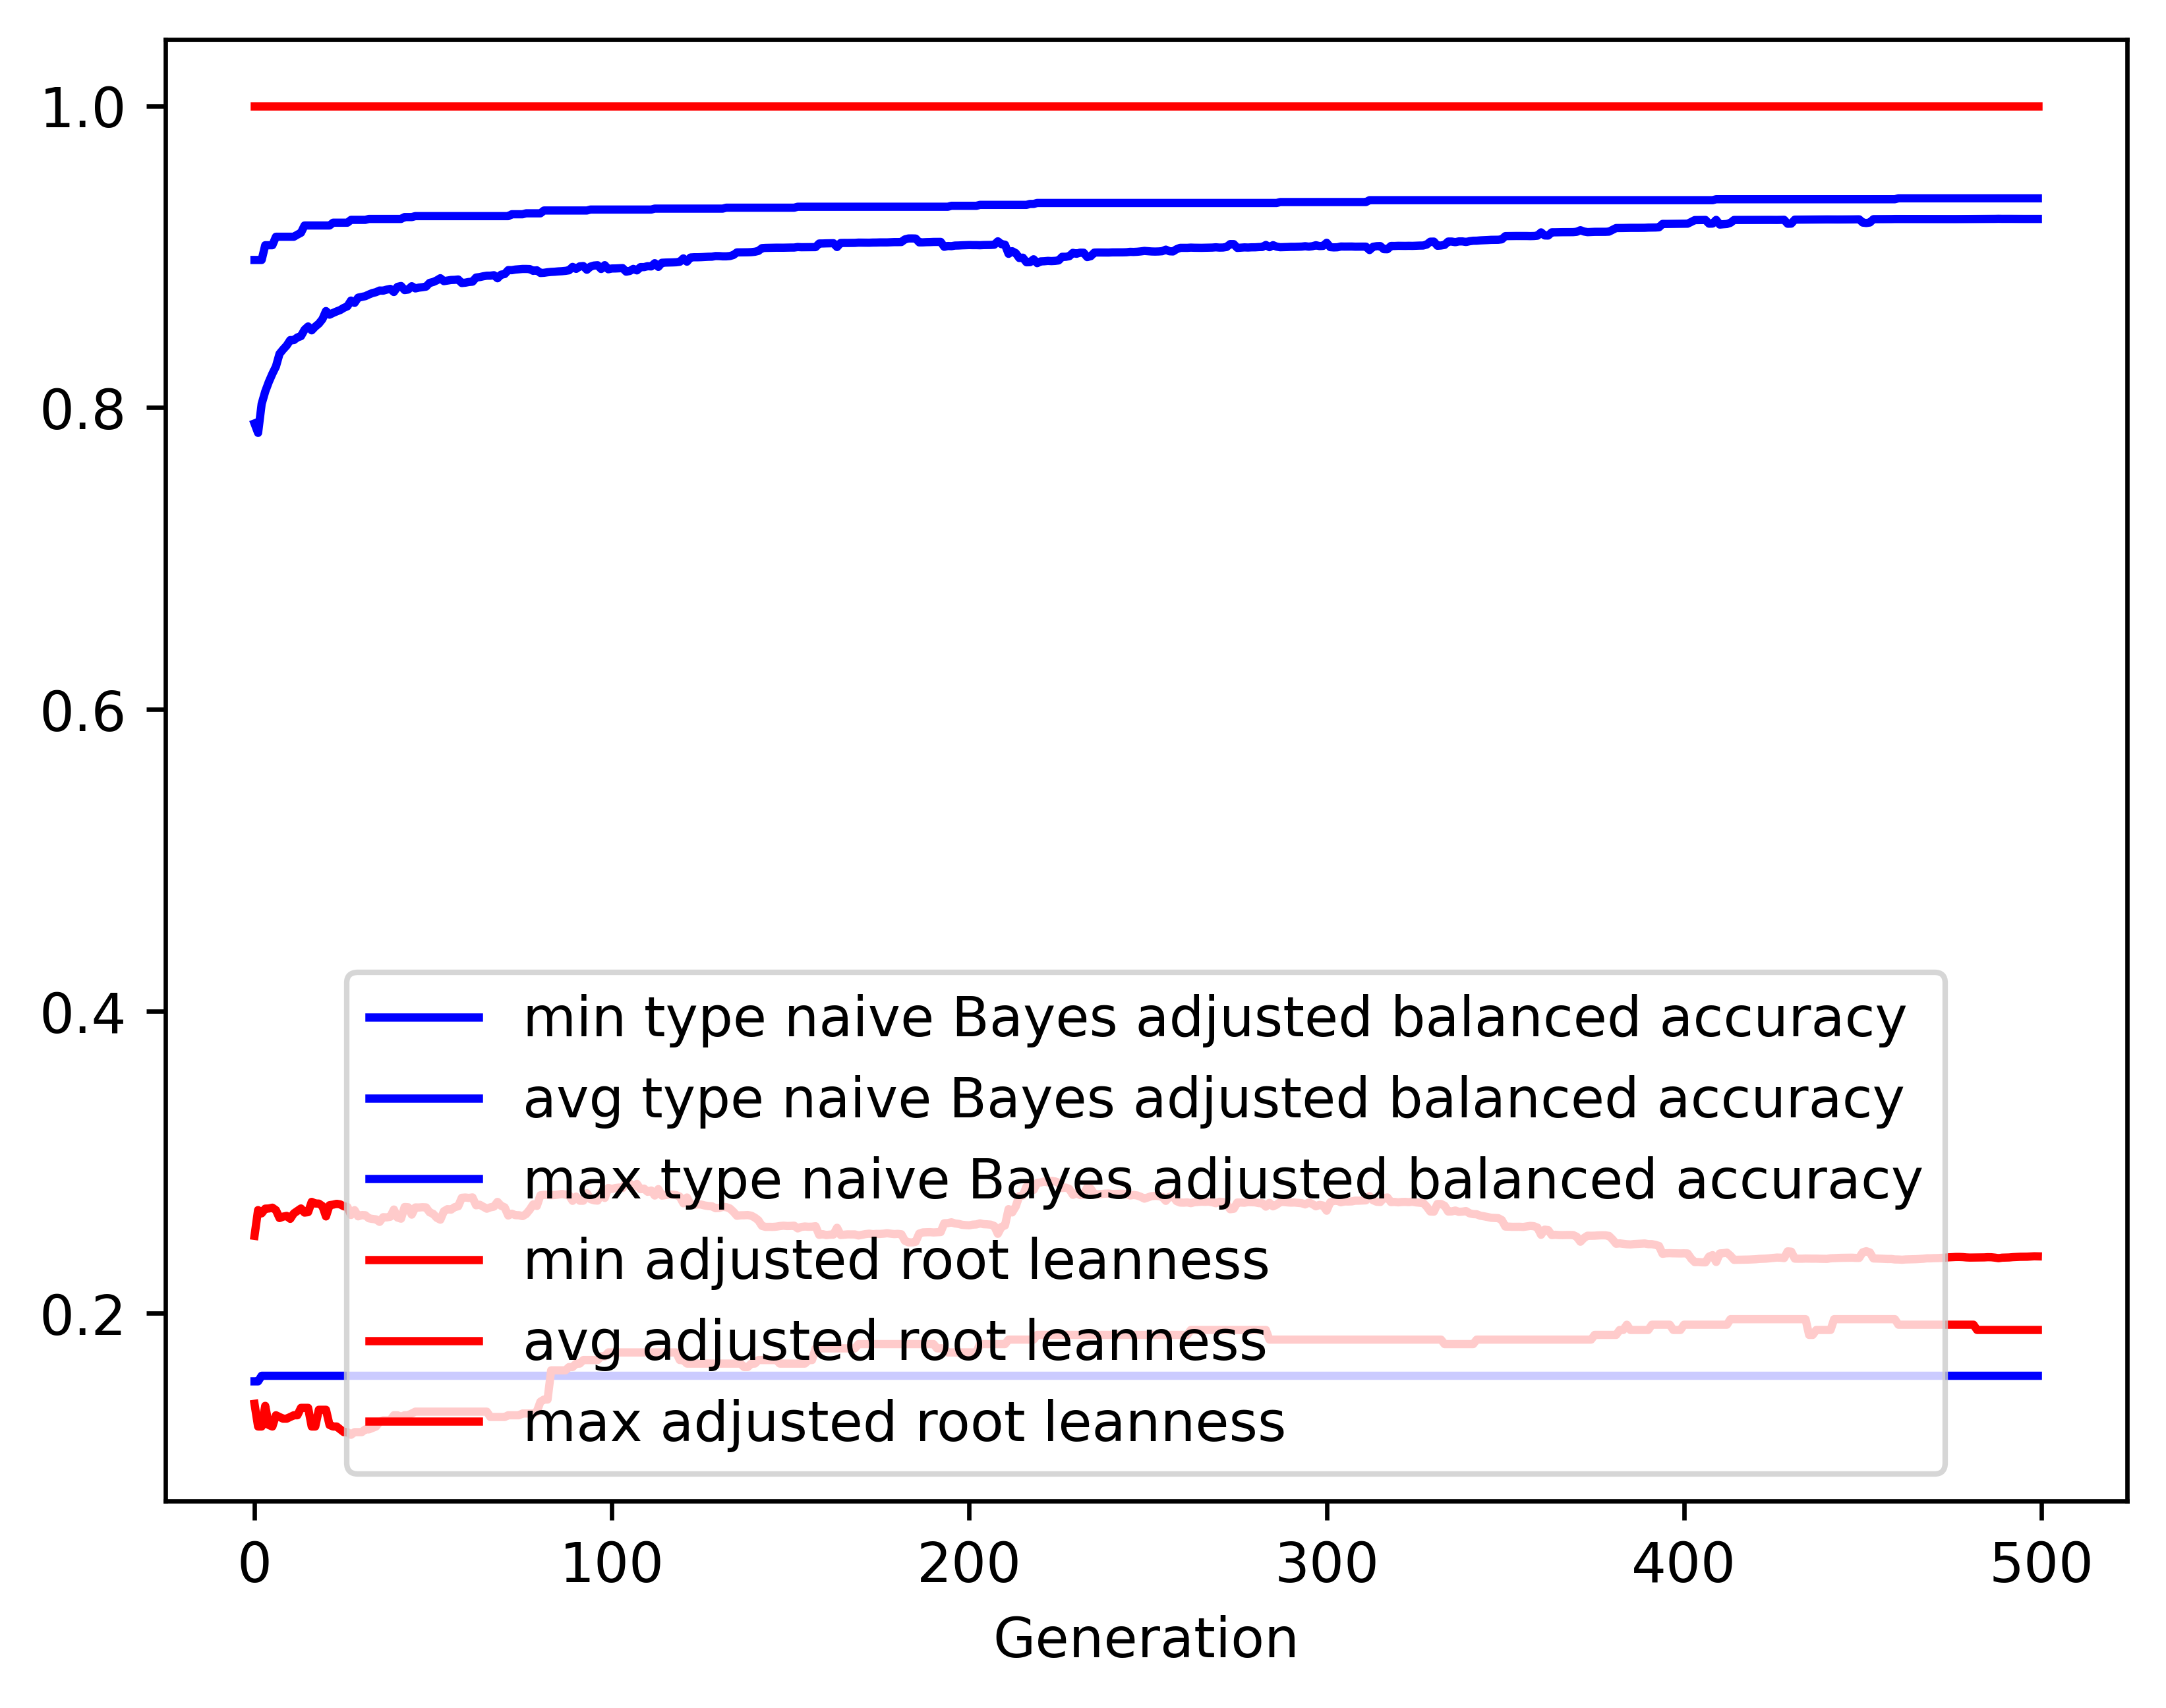 1.0
0.8
0.6
0.4
0.2
min type naive Bayes adjusted balanced accuracy
avg type naive Bayes adjusted balanced accuracy
max type naive Bayes adjusted balanced accuracy
min adjusted root leanness
avg adjusted root leanness
max adjusted root leanness
0 100 200 300 400 500
Generation